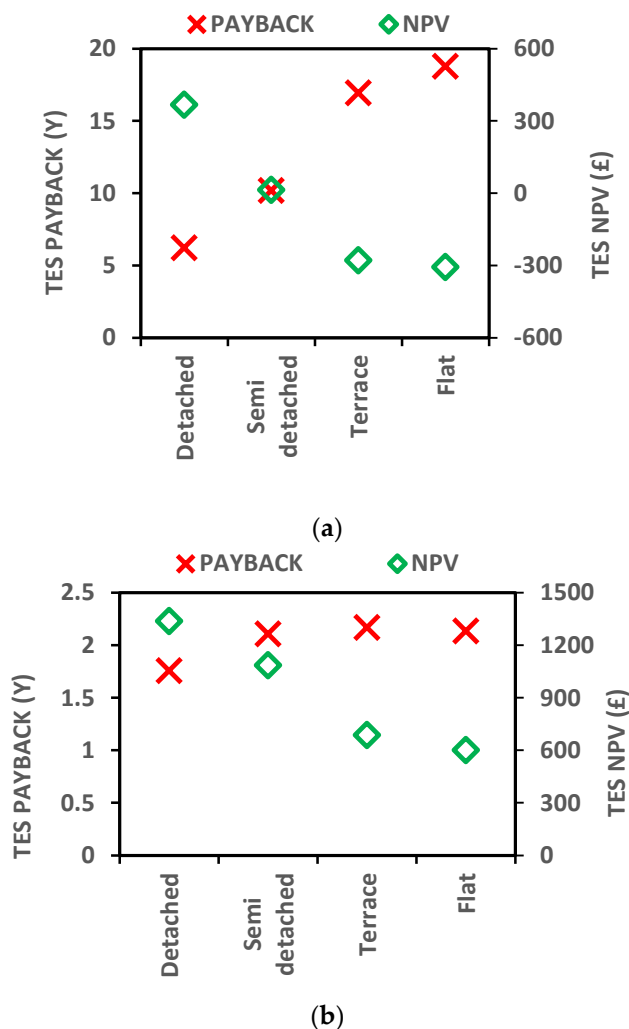 PAYBACK NPV
20 600
15 300
10 0
5 -300
0 -600
TES PAYBACK (Y)
TES NPV (£)
Detached
Semi
detached
Terrace
Flat
(a)
PAYBACK NPV
2.5 1500
2 1200
1.5 900
1 600
0.5 300
0 0
TES PAYBACK (Y)
TES NPV (£)
Detached
Semi
detached
Terrace
Flat
(b)